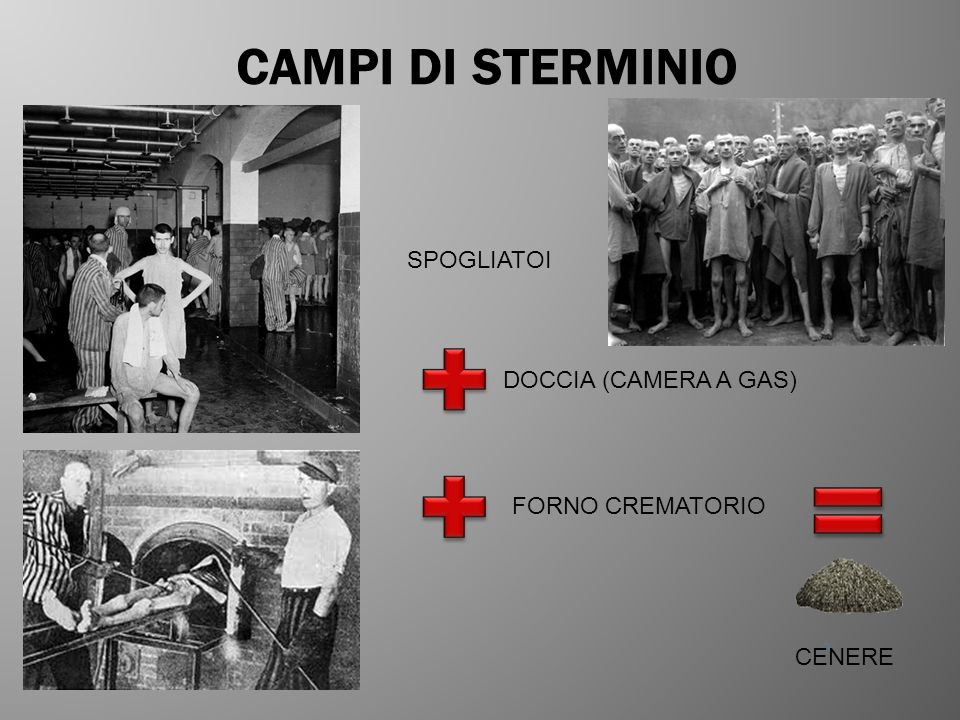 CAMPI DI STERMINIO
SPOGLIATOI
DOCCIA (CAMERA A GAS)
FORNO CREMATORIO
CENERE